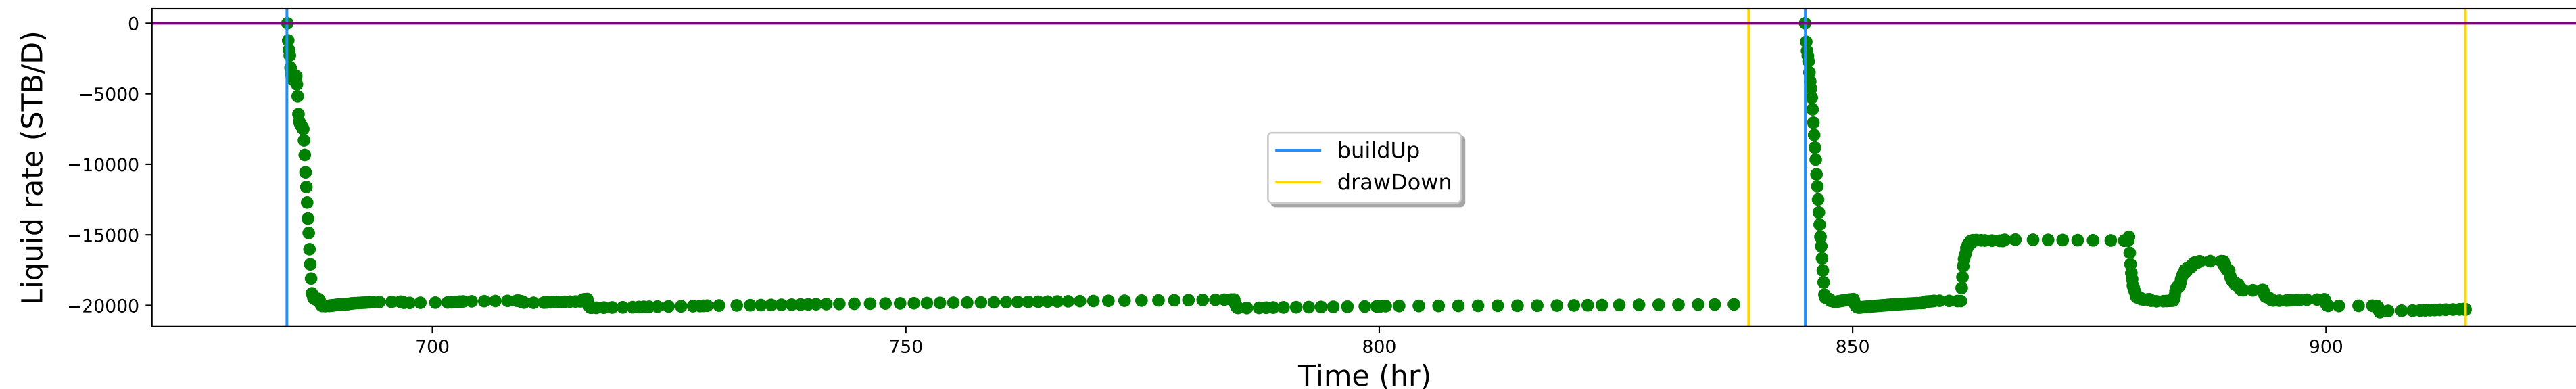 Liquid rate (STB/D)
0
−5000
−10000
−15000
−20000
buildUp
drawDown
700
750
800
850
900
Time (hr)